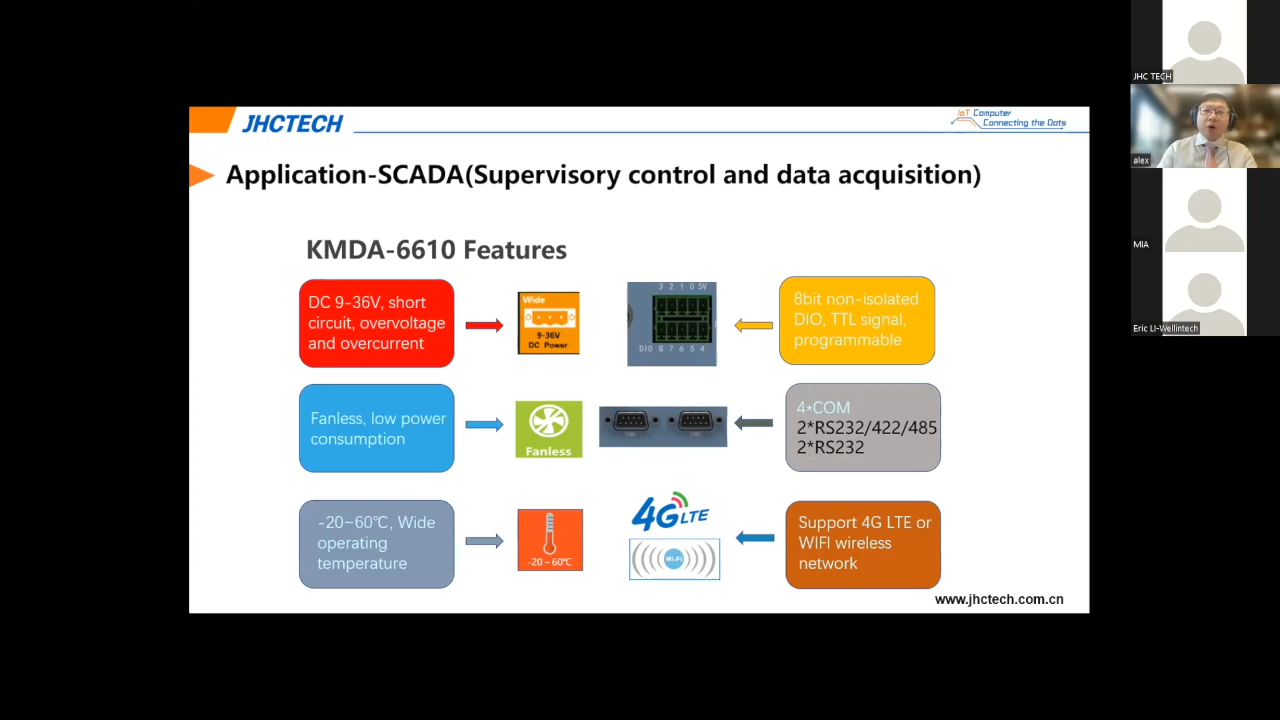 JHCTECH
IoT Computer
Connecting the Dots
Application-SCADA(Supervisory control and data acquisition)
KMDA-6610 Features
DC 9-36V, short
circuit, overvoltage
and overcurrent
Wide
9-36V
DC Power
3 2 1 0 5V
DIO G 7 6 5 4
8bit non-isolated
DIO, TTL signal,
programmable
Fanless, low power
consumption
Fanless
COM
COM
4*COM
2*RS232/422/485
2*RS232
-20~60℃, Wide
operating
temperature
-20~60℃
4G LTE
Wi-Fi
Support 4G LTE or
WIFI wireless
network
www.jhctech.com.cn
JHC TECH
alex
MIA
Eric LI-Wellintech